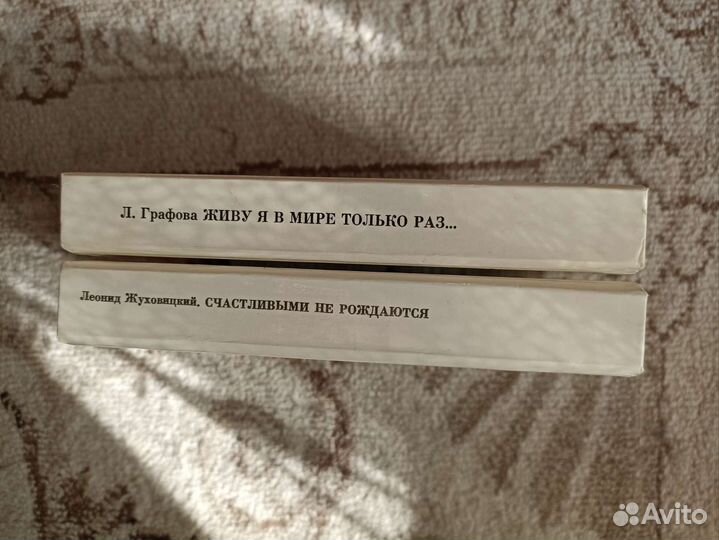 Л. Графова ЖИВУ Я В МИРЕ ТОЛЬКО РАЗ...
Леонид Жуховицкий. СЧАСТЛИВЫМИ НЕ РОЖДАЮТСЯ
Avito